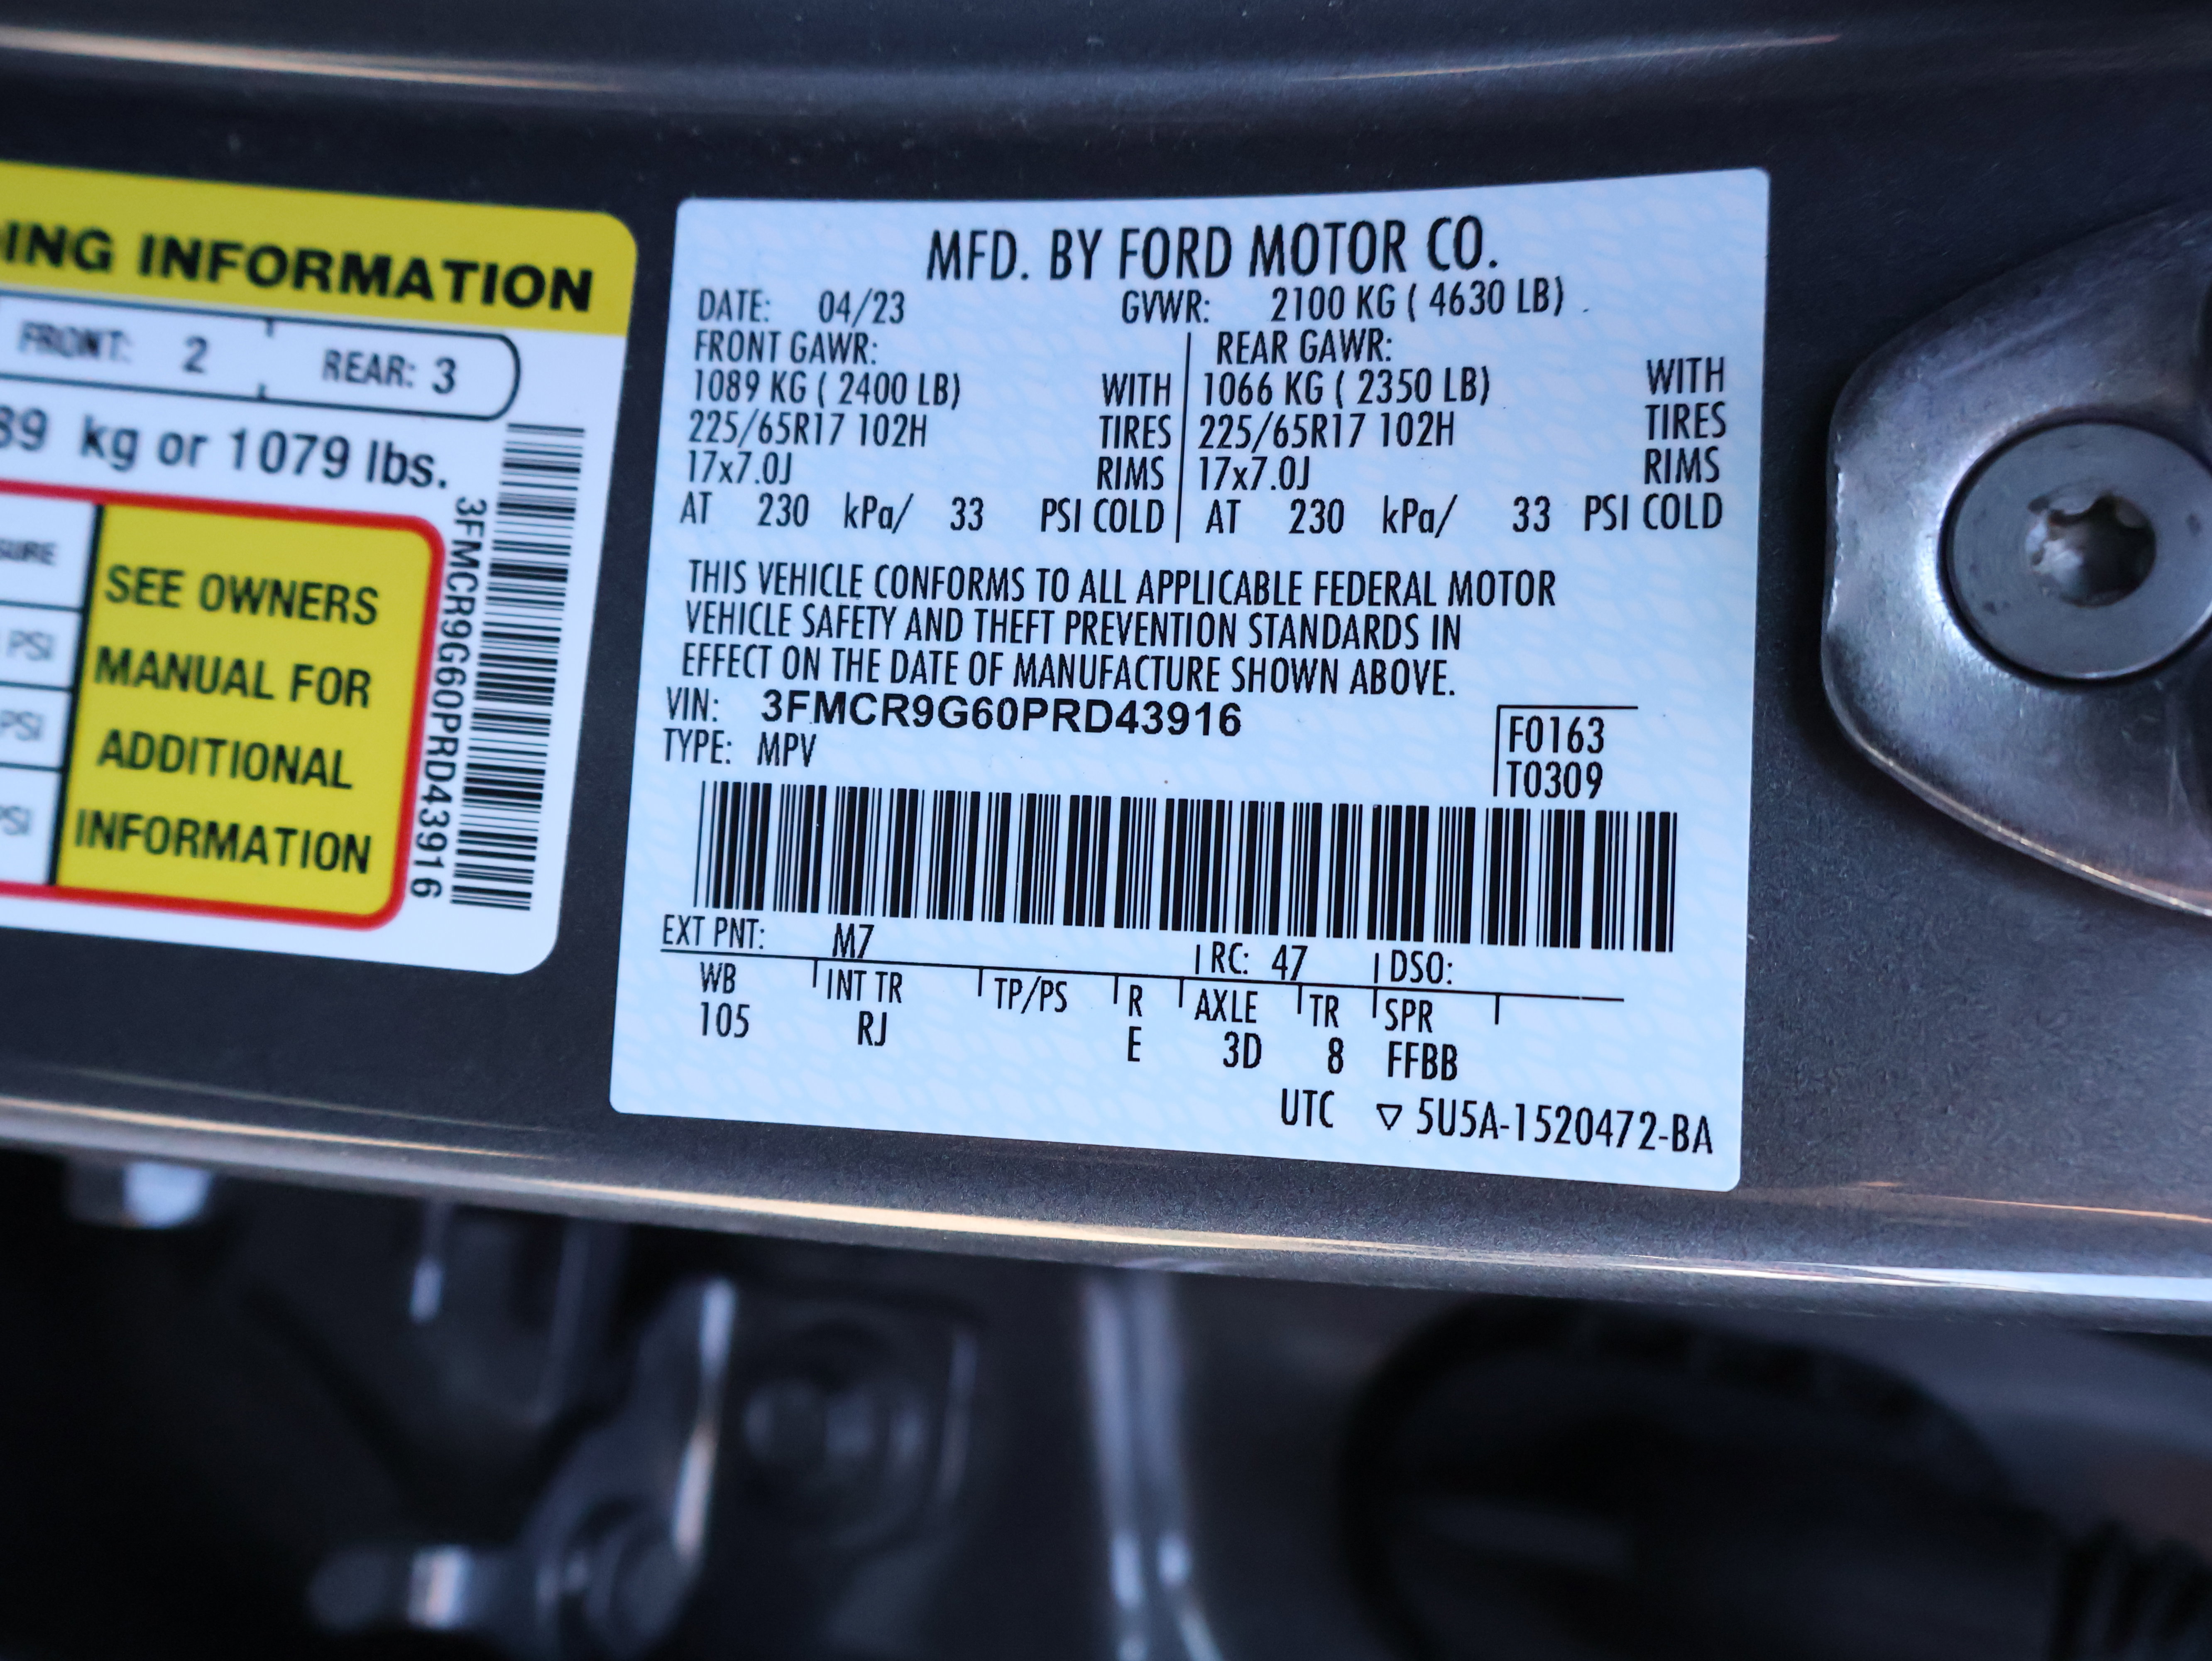 ING INFORMATION
FRONT: 2 REAR: 3
89 kg or 1079 lbs.
SURE
PSI
PSI
PSI
SEE OWNERS
MANUAL FOR
ADDITIONAL
INFORMATION
3FMCR9G60PRD43916
MFD. BY FORD MOTOR CO.
DATE: 04/23 GVWR: 2100 KG ( 4630 LB)
FRONT GAWR: REAR GAWR:
1089 KG ( 2400 LB) WITH 1066 KG ( 2350 LB) WITH
225/65R17 102H TIRES 225/65R17 102H TIRES
17x7.0J RIMS 17x7.0J RIMS
AT 230 kPa/ 33 PSI COLD AT 230 kPa/ 33 PSI COLD
THIS VEHICLE CONFORMS TO ALL APPLICABLE FEDERAL MOTOR
VEHICLE SAFETY AND THEFT PREVENTION STANDARDS IN
EFFECT ON THE DATE OF MANUFACTURE SHOWN ABOVE.
VIN: 3FMCR9G60PRD43916
TYPE: MPV
F0163
T0309
EXT PNT: M7 RC: 47 DSO:
WB INT TR TP/PS R AXLE TR SPR
105 RJ E 3D 8 FFBB
UTC ▽ 5U5A-1520472-BA